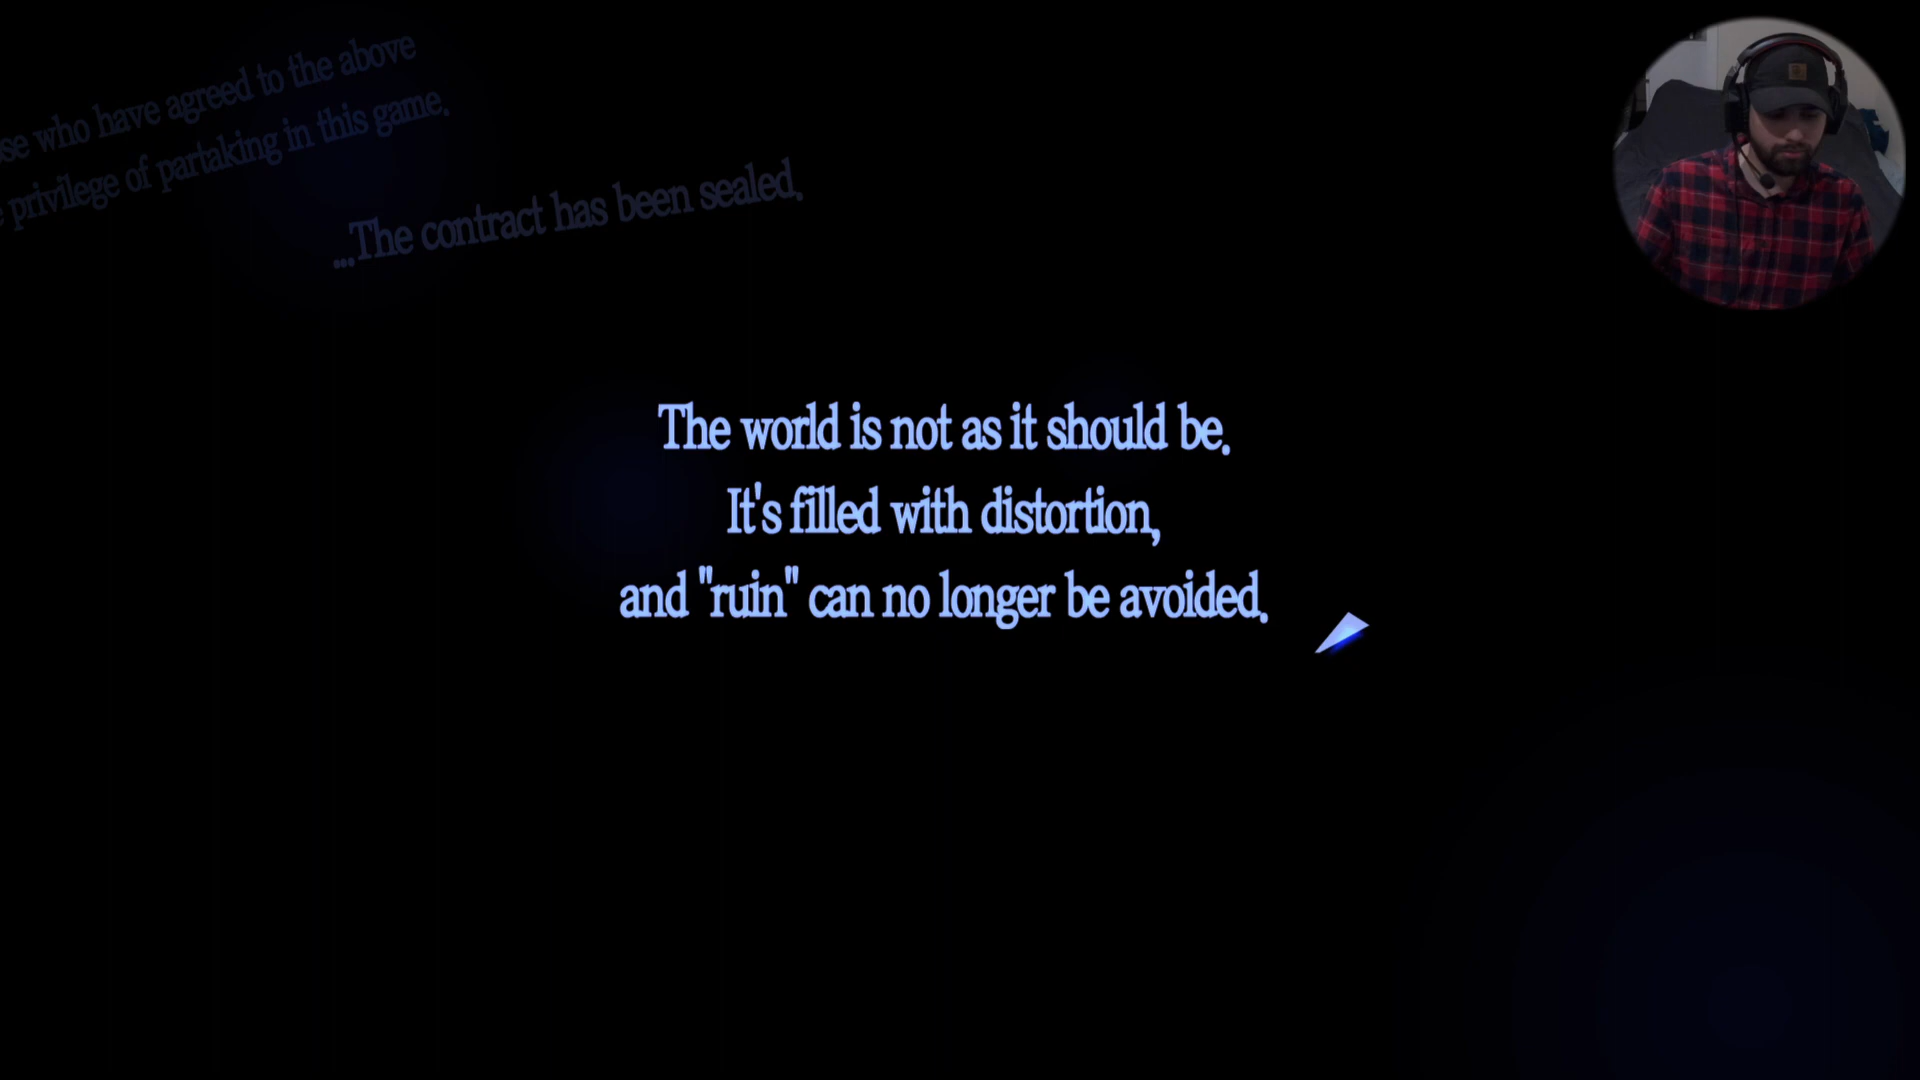 who have agreed to the above
privilege of partaking in this game.
...The contract has been sealed.
The world is not as it should be.
It's filled with distortion,
and "ruin" can no longer be avoided.